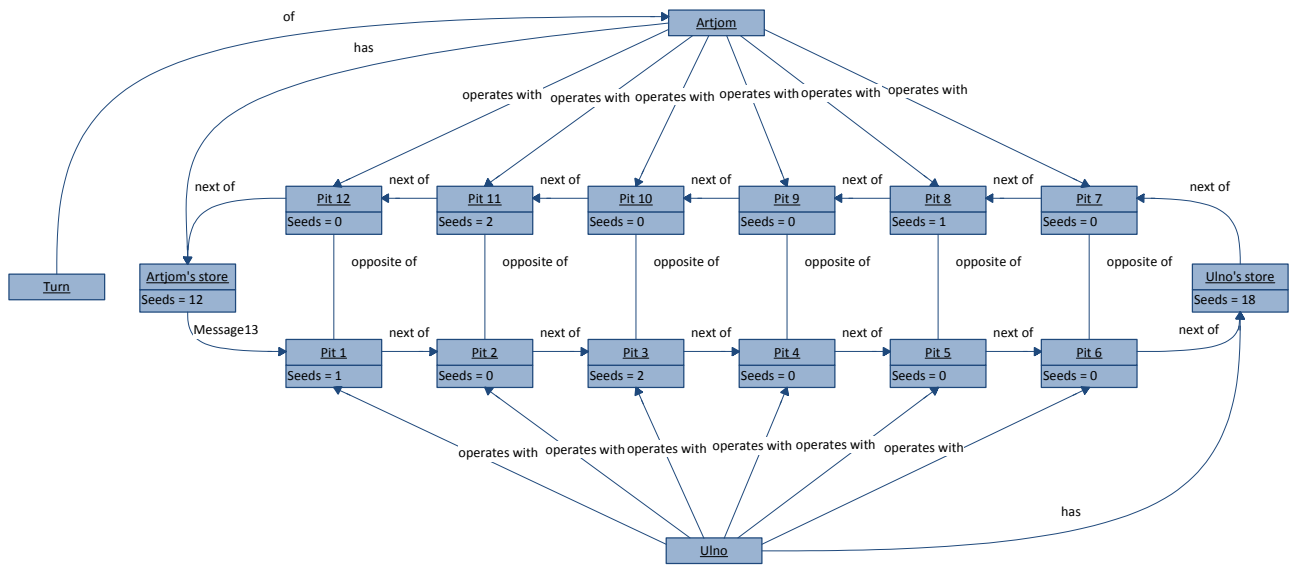 of
Artjom
has
operates with
operates with
operates with
operates with
operates with
operates with
next of
Pit 12
Seeds = 0
next of
Pit 11
Seeds = 2
next of
Pit 10
Seeds = 0
next of
Pit 9
Seeds = 0
next of
Pit 8
Seeds = 1
next of
Pit 7
Seeds = 0
next of
Turn
Artjom's store
Seeds = 12
opposite of
opposite of
opposite of
opposite of
opposite of
opposite of
Ulno's store
Seeds = 18
Message13
Pit 1
Seeds = 1
next of
Pit 2
Seeds = 0
next of
Pit 3
Seeds = 2
next of
Pit 4
Seeds = 0
next of
Pit 5
Seeds = 0
next of
Pit 6
Seeds = 0
next of
operates with
operates with
operates with
operates with
operates with
operates with
has
Ulno